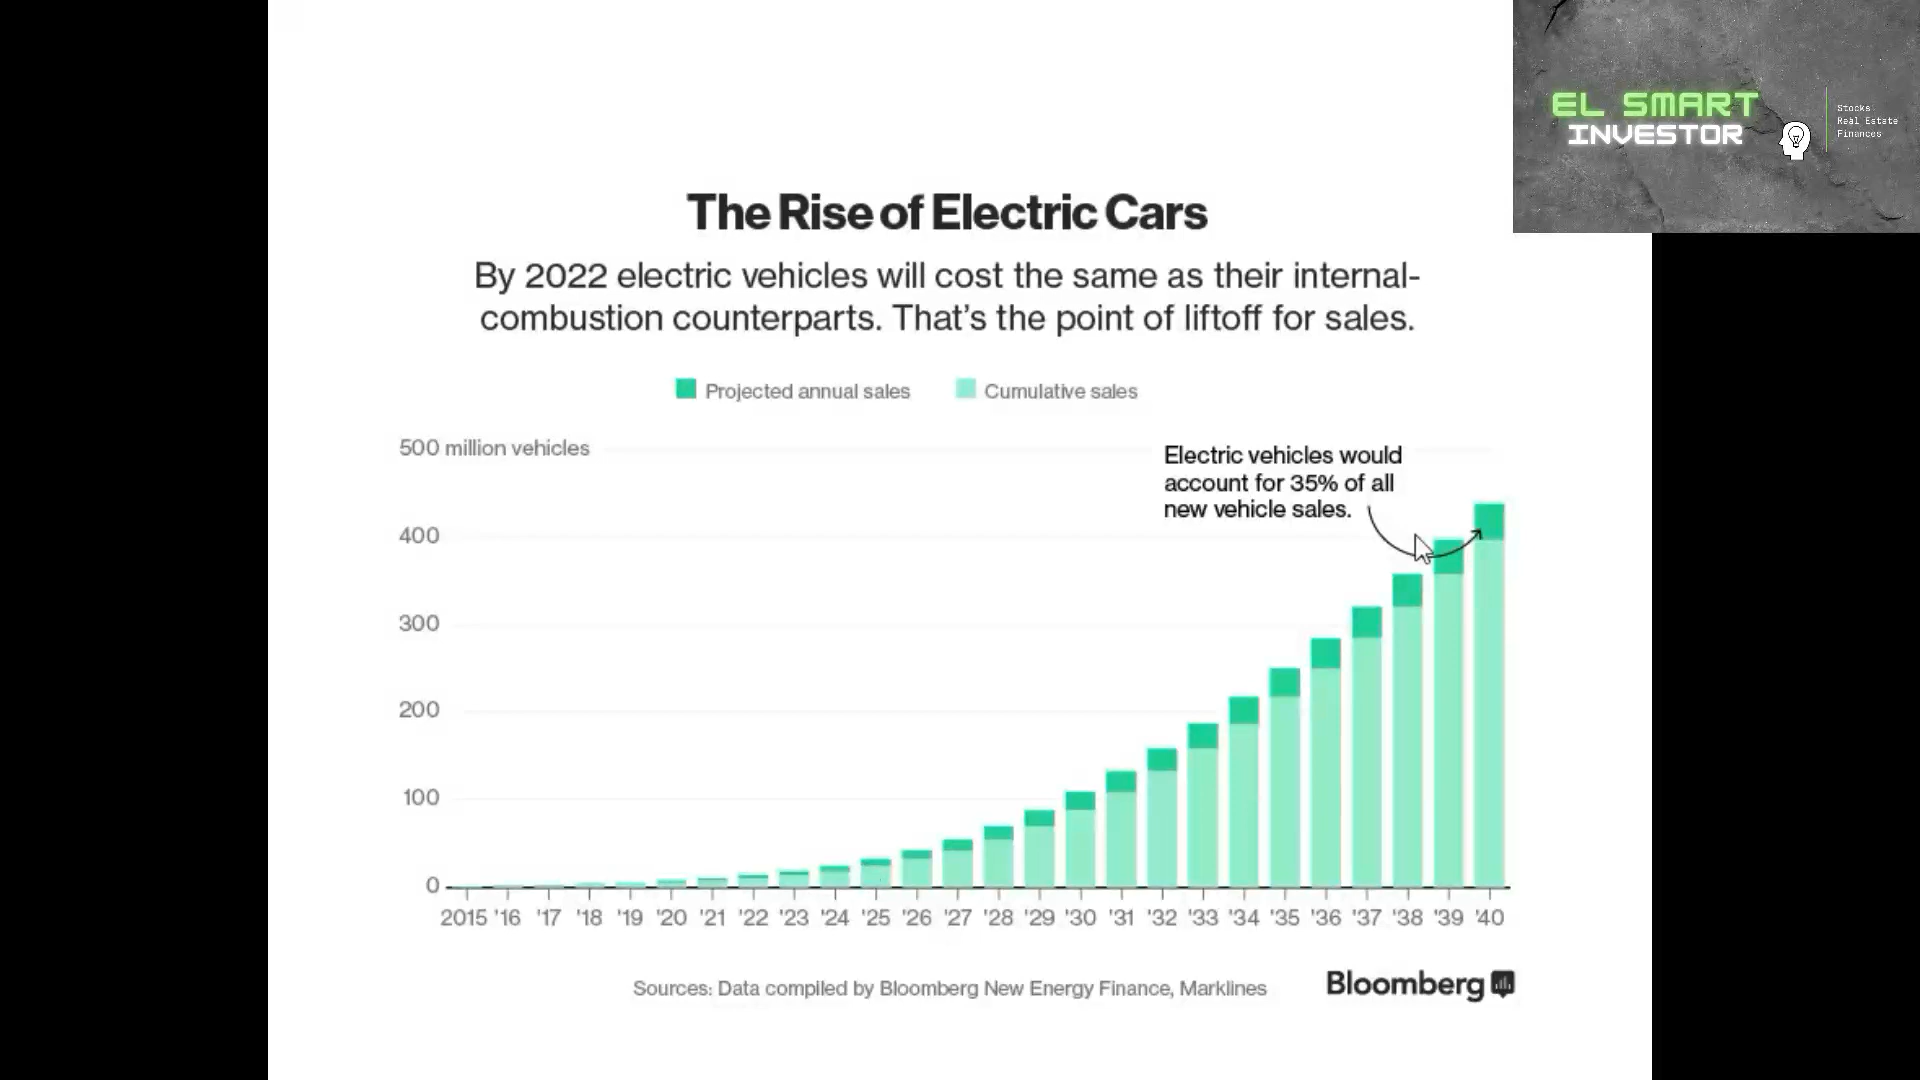 EL SMART
INVESTOR
Stocks
Real Estate
Finances
The Rise of Electric Cars
By 2022 electric vehicles will cost the same as their internal-
combustion counterparts. That's the point of liftoff for sales.
Projected annual sales
Cumulative sales
500 million vehicles
Electric vehicles would
account for 35% of all
new vehicle sales.
400
300
200
100
0
2015 '16 '17 '18 '19 '20 '21 '22 '23 '24 '25 '26 '27 '28 '29 '30 '31 '32 '33 '34 '35 '36 '37 '38 '39 '40
Sources: Data compiled by Bloomberg New Energy Finance, Marklines
Bloomberg